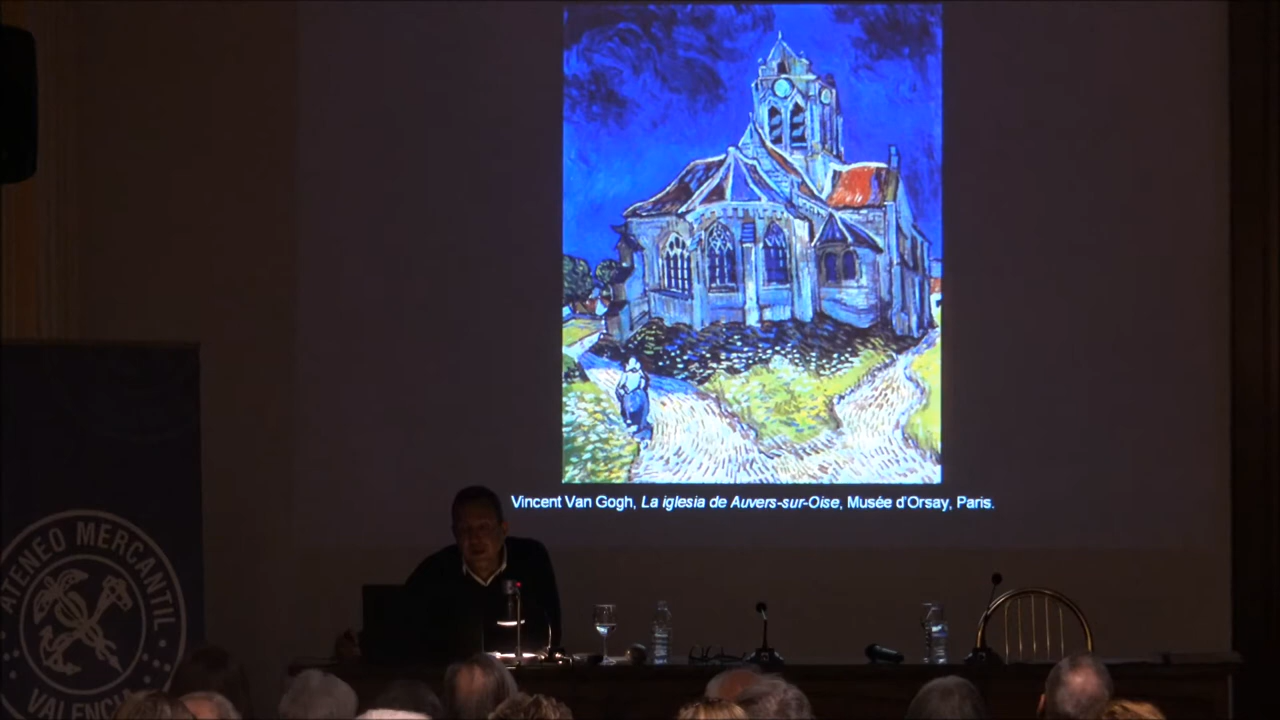 Vincent Van Gogh, La iglesia de Auvers-sur-Oise, Musée d'Orsay, Paris.
ATENEO MERCANTIL
VALENCIA